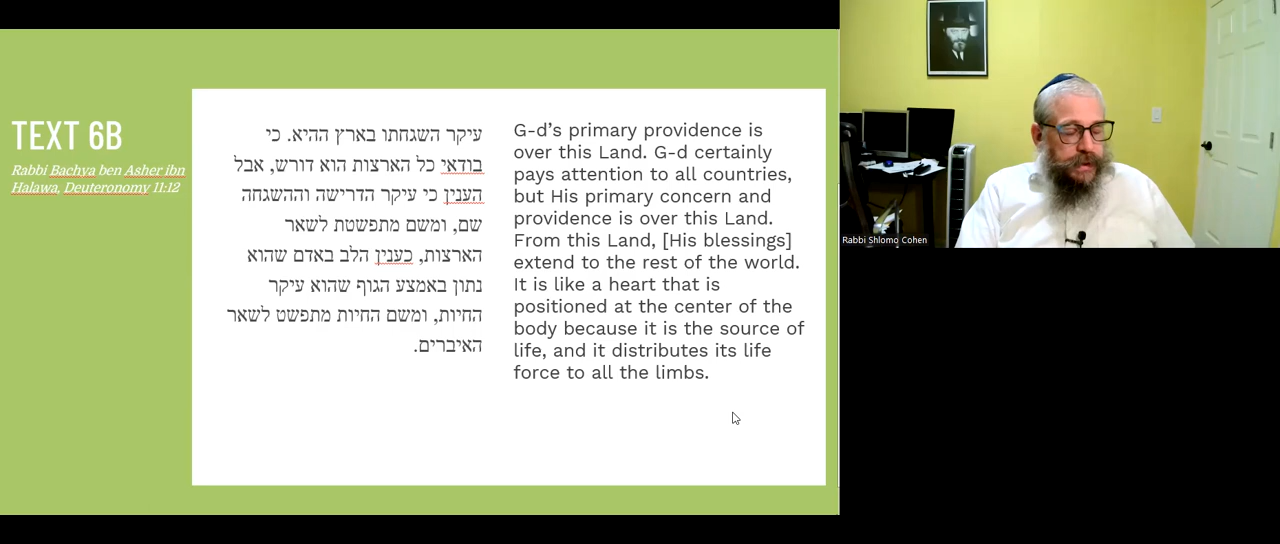 TEXT 6B
Rabbi Bachya ben Asher ibn
Halawa, Deuteronomy 11:12
עיקר השגחתו בארץ ההיא. כי
בודאי כל הארצות הוא דורש, אבל
הענין כי עיקר הדרישה וההשגחה
שם, ומשם מתפשטת לשאר
הארצות, כענין הלב באדם שהוא
נתון באמצע הגוף שהוא עיקר
החיות, ומשם החיות מתפשט לשאר
האיברים.
G-d’s primary providence is
over this Land. G-d certainly
pays attention to all countries,
but His primary concern and
providence is over this Land.
From this Land, [His blessings]
extend to the rest of the world.
It is like a heart that is
positioned at the center of the
body because it is the source of
life, and it distributes its life
force to all the limbs.
Rabbi Shlomo Cohen